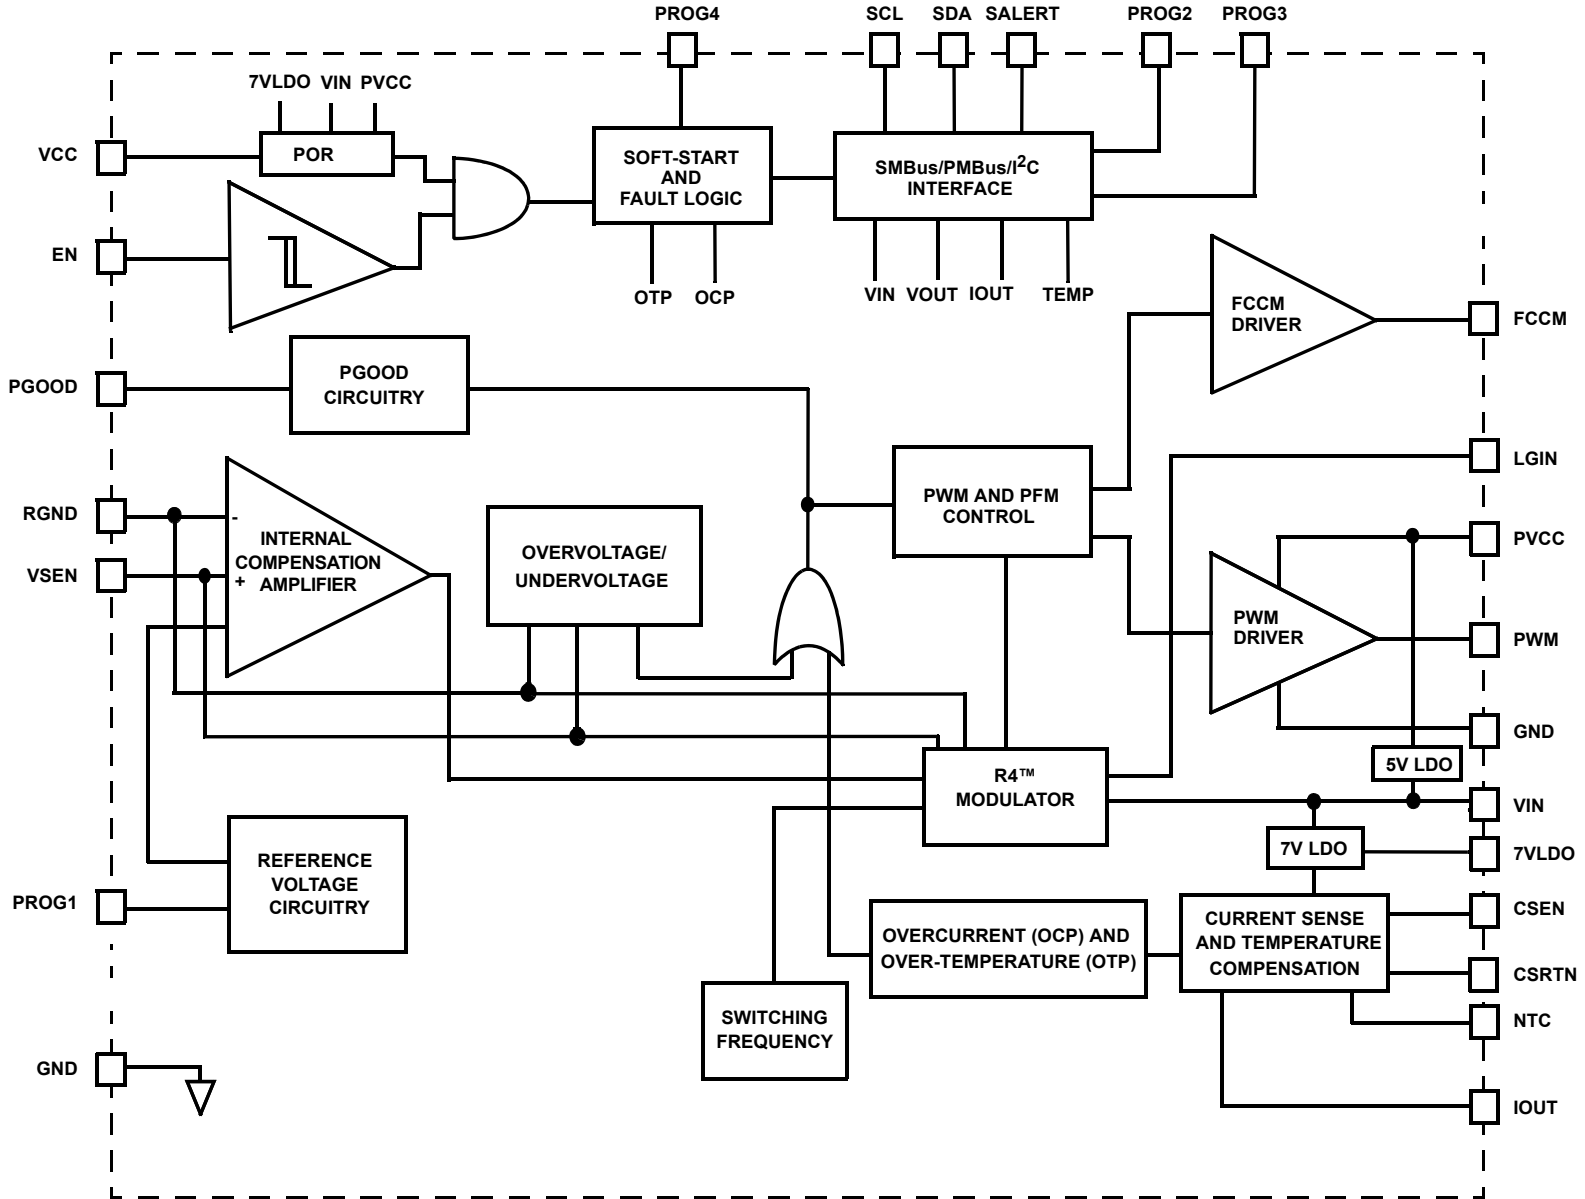 PROG4
SCL
SDA
SALERT
PROG2
PROG3
7VLDO
VIN
PVCC
VCC
POR
SOFT-START
AND
FAULT LOGIC
SMBus/PMBus/I²C
INTERFACE
EN
OTP
OCP
VIN
VOUT
IOUT
TEMP
FCCM
DRIVER
FCCM
PGOOD
PGOOD
CIRCUITRY
LGIN
RGND
-
INTERNAL
COMPENSATION
AMPLIFIER
+
VSEN
OVERVOLTAGE/
UNDERVOLTAGE
PWM AND PFM
CONTROL
PVCC
PWM
DRIVER
PWM
GND
5V LDO
R4™
MODULATOR
VIN
7V LDO
7VLDO
REFERENCE
VOLTAGE
CIRCUITRY
PROG1
OVERCURRENT (OCP) AND
OVER-TEMPERATURE (OTP)
CURRENT SENSE
AND TEMPERATURE
COMPENSATION
CSEN
CSRTN
SWITCHING
FREQUENCY
NTC
GND
IOUT